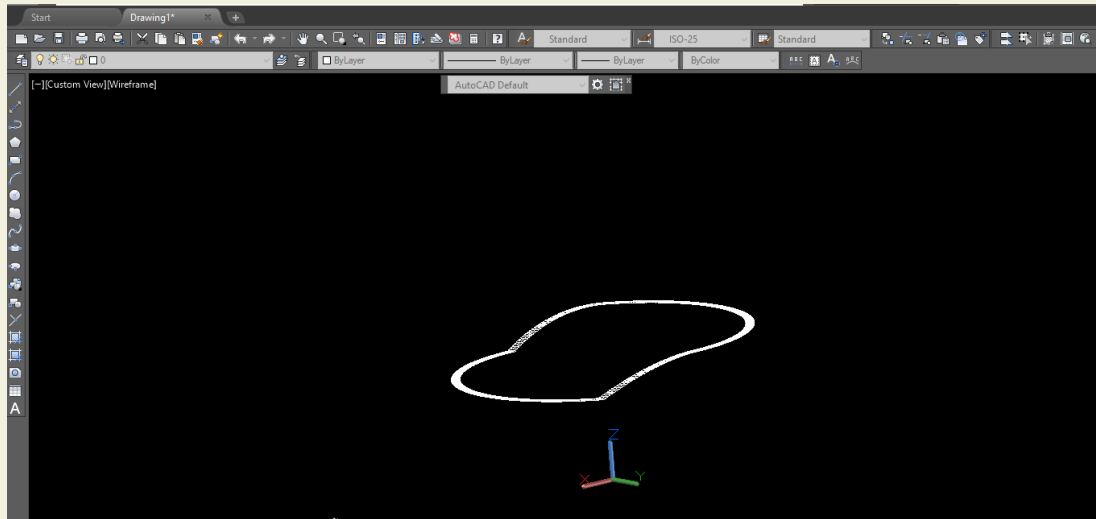 Start Drawing1*
Standard ISO-25 Standard
0 ByLayer ByLayer ByLayer ByColor
[−][Custom View][Wireframe] AutoCAD Default
A
Z
X Y